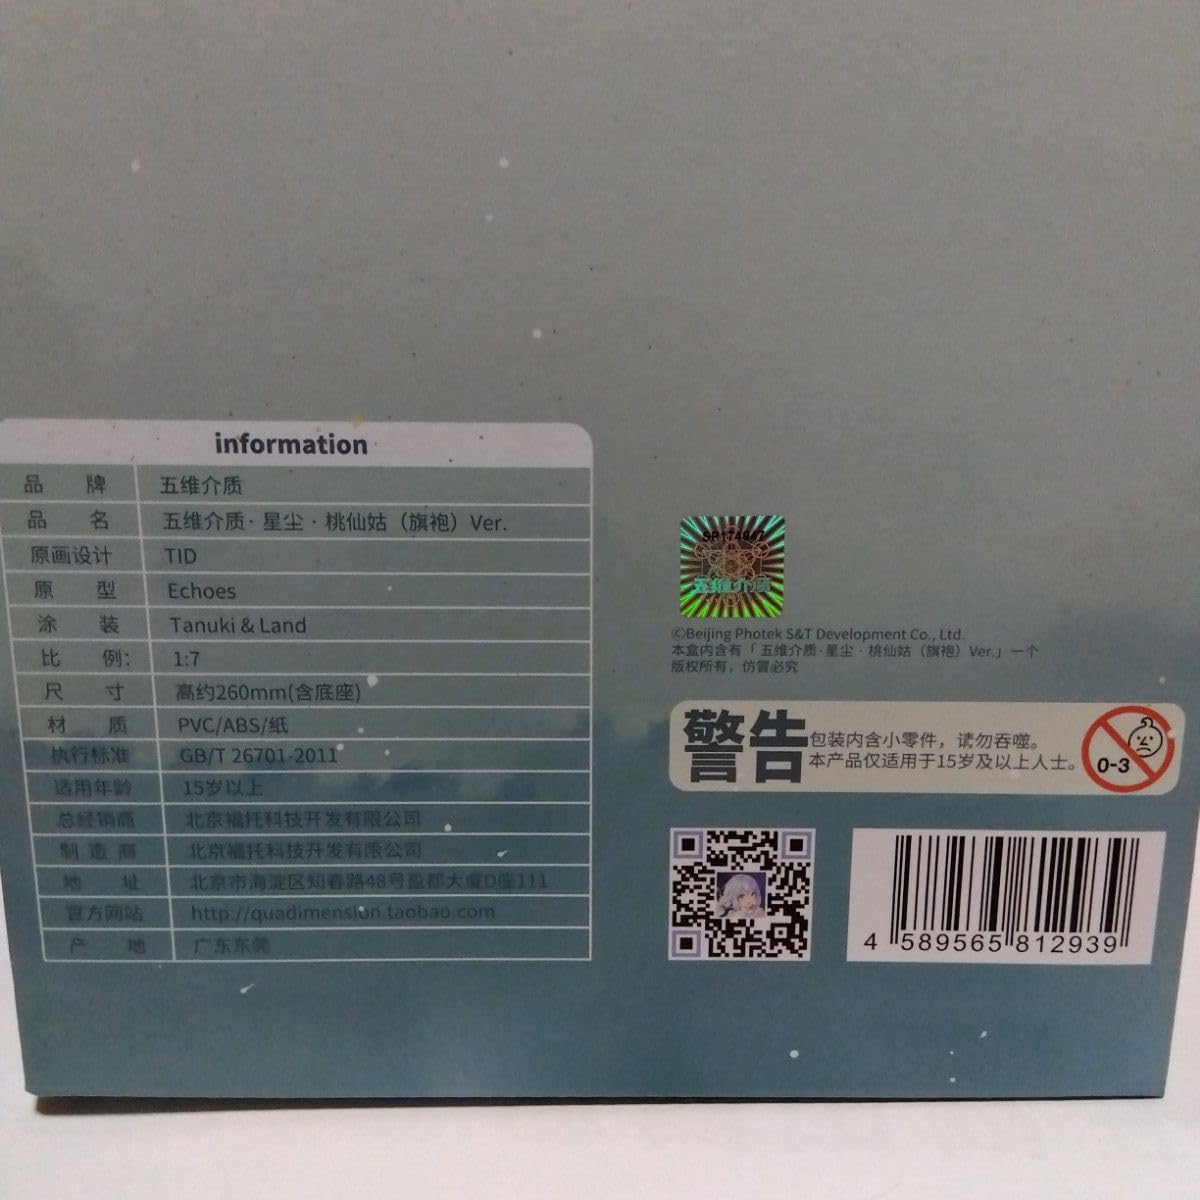 information
品 牌 五维介质
品 名 五维介质·星尘·桃仙姑（旗袍）Ver.
原画设计 TID
原 型 Echoes
涂 装 Tanuki & Land
比 例： 1:7
尺 寸 高约260mm(含底座)
材 质 PVC/ABS/纸
执行标准 GB/T 26701-2011
适用年龄 15岁以上
总经销商 北京福托科技开发有限公司
制 造 商 北京福托科技开发有限公司
地 址 北京市海淀区知春路48号盈都大厦D座111
官方网站 http://quadimension.taobao.com
产 地 广东东莞
五维介质
©Beijing Photek S&T Development Co., Ltd.
本盒内含有「 五维介质·星尘·桃仙姑（旗袍）Ver.」一个
版权所有，仿冒必究
警告
包装内含小零件，请勿吞噬。
本产品仅适用于15岁及以上人士。
0-3
4 589565 812939